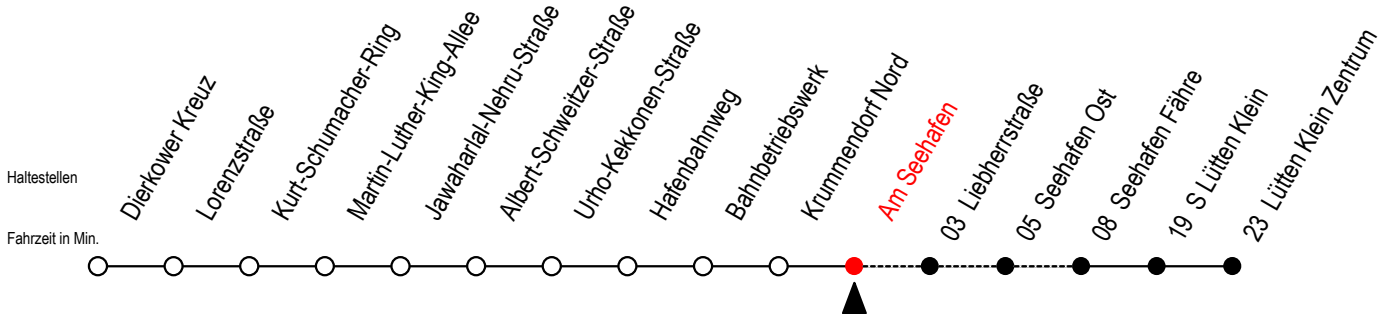 Haltestellen
Fahrzeit in Min.
Dierkower Kreuz
Lorenzstraße
Kurt-Schumacher-Ring
Martin-Luther-King-Allee
Jawaharlal-Nehru-Straße
Albert-Schweitzer-Straße
Urho-Kekkonen-Straße
Hafenbahnweg
Bahnbetriebswerk
Krummendorf Nord
Am Seehafen
03 Liebherrstraße
05 Seehafen Ost
08 Seehafen Fähre
19 S Lütten Klein
23 Lütten Klein Zentrum